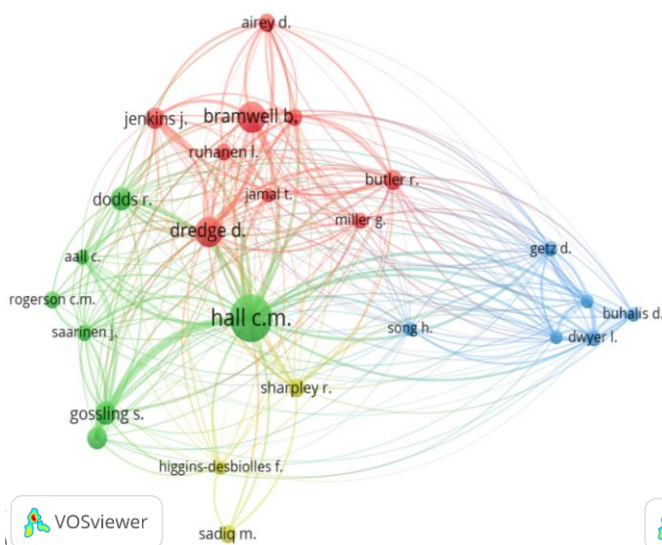 airey d.
jenkins j.
bramwell b.
ruhanen l.
butler r.
jamal t.
dodds r.
miller g.
dredge d.
getz d.
aall c.
rogerson c.m.
hall c.m.
buhalis d.
saarinen j.
song h.
dwyer l.
sharpley r.
gossling s.
higgins-desbiolles f.
VOSviewer
sadiq m.